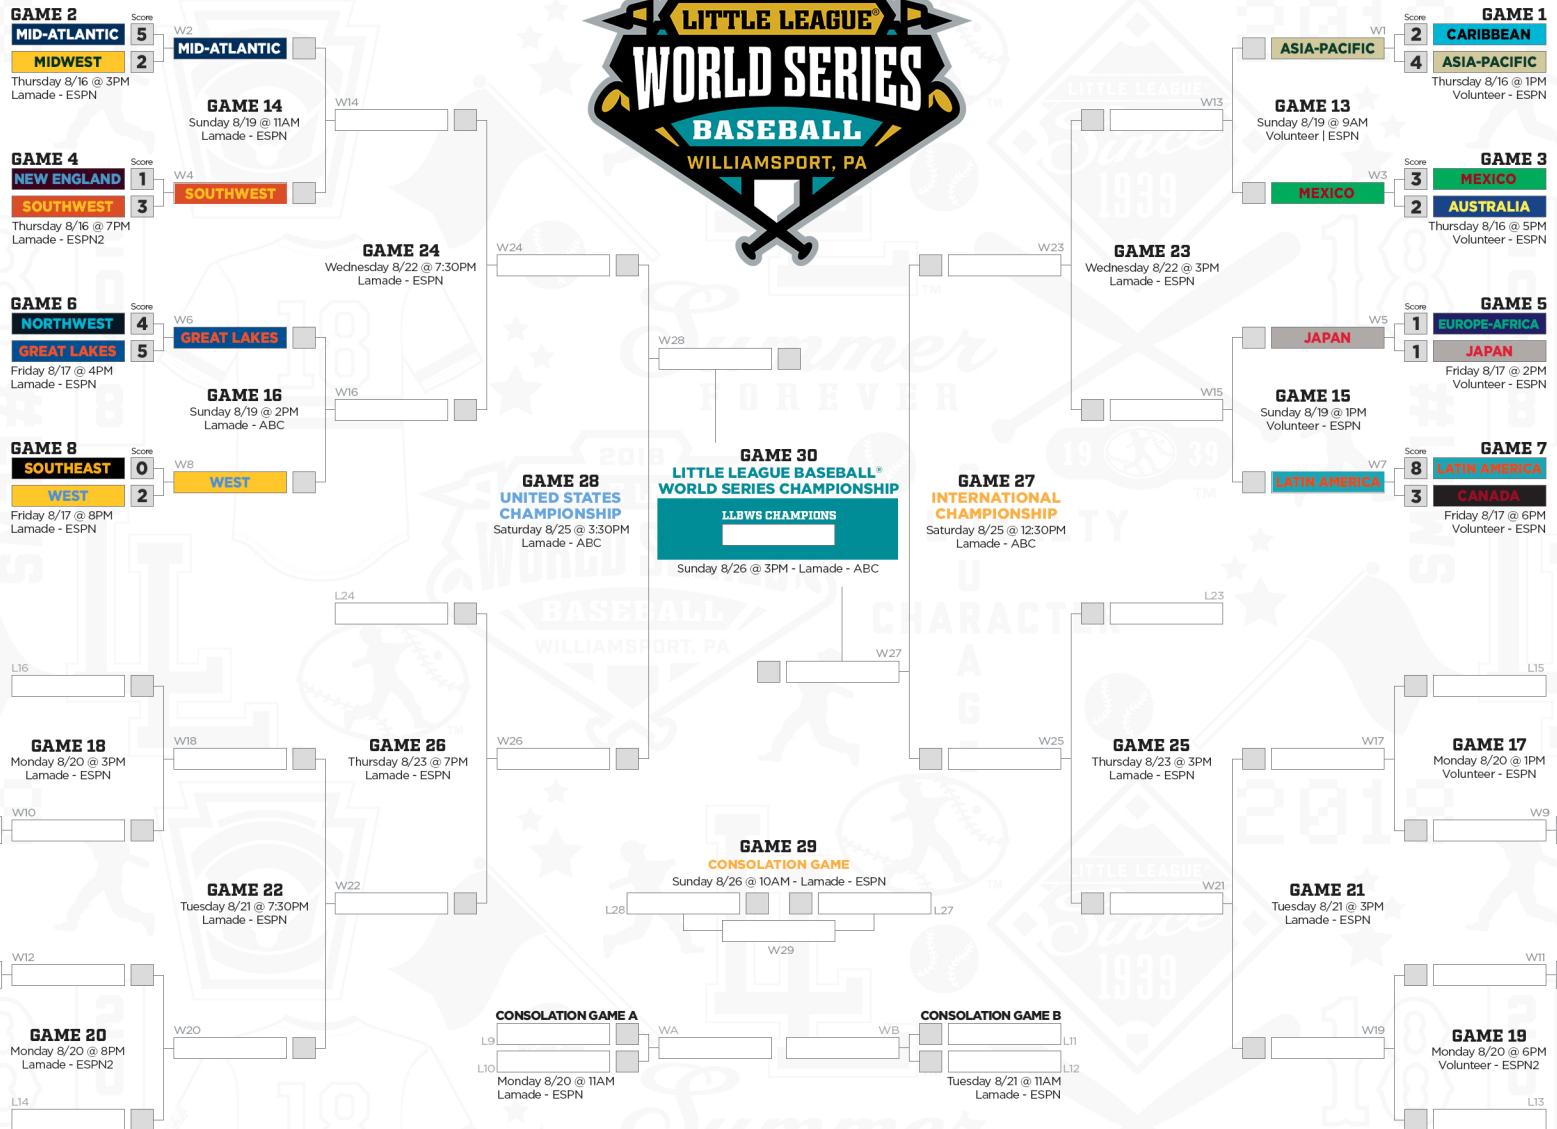 LITTLE LEAGUE®
WORLD SERIES
BASEBALL
WILLIAMSPORT, PA
GAME 2
Score
MID-ATLANTIC 5
MIDWEST 2
Thursday 8/16 @ 3PM
Lamade - ESPN
W2
MID-ATLANTIC
GAME 14
Sunday 8/19 @ 11AM
Lamade - ESPN
W14
GAME 4
Score
NEW ENGLAND 1
SOUTHWEST 3
Thursday 8/16 @ 7PM
Lamade - ESPN2
W4
SOUTHWEST
GAME 24
Wednesday 8/22 @ 7:30PM
Lamade - ESPN
W24
GAME 6
Score
NORTHWEST 4
GREAT LAKES 5
Friday 8/17 @ 4PM
Lamade - ESPN
W6
GREAT LAKES
GAME 16
Sunday 8/19 @ 2PM
Lamade - ABC
W16
GAME 8
Score
SOUTHEAST 0
WEST 2
Friday 8/17 @ 8PM
Lamade - ESPN
W8
WEST
GAME 28
UNITED STATES
CHAMPIONSHIP
Saturday 8/25 @ 3:30PM
Lamade - ABC
W28
GAME 30
LITTLE LEAGUE BASEBALL®
WORLD SERIES CHAMPIONSHIP
LLBWS CHAMPIONS
Sunday 8/26 @ 3PM - Lamade - ABC
W27
GAME 27
INTERNATIONAL
CHAMPIONSHIP
Saturday 8/25 @ 12:30PM
Lamade - ABC
GAME 1
Score
2 CARIBBEAN
4 ASIA-PACIFIC
Thursday 8/16 @ 1PM
Volunteer - ESPN
W1
ASIA-PACIFIC
GAME 13
Sunday 8/19 @ 9AM
Volunteer | ESPN
W13
GAME 3
Score
3 MEXICO
2 AUSTRALIA
Thursday 8/16 @ 5PM
Volunteer - ESPN
W3
MEXICO
GAME 23
Wednesday 8/22 @ 3PM
Lamade - ESPN
W23
GAME 5
Score
1 EUROPE-AFRICA
1 JAPAN
Friday 8/17 @ 2PM
Volunteer - ESPN
W5
JAPAN
GAME 15
Sunday 8/19 @ 1PM
Volunteer - ESPN
W15
GAME 7
Score
8 LATIN AMERICA
3 CANADA
Friday 8/17 @ 6PM
Volunteer - ESPN
W7
LATIN AMERICA
L24
L16
GAME 18
Monday 8/20 @ 3PM
Lamade - ESPN
W10
W18
GAME 26
Thursday 8/23 @ 7PM
Lamade - ESPN
W26
GAME 22
Tuesday 8/21 @ 7:30PM
Lamade - ESPN
W22
W12
GAME 20
Monday 8/20 @ 8PM
Lamade - ESPN2
W20
L14
L23
L15
GAME 25
Thursday 8/23 @ 3PM
Lamade - ESPN
W25
GAME 17
Monday 8/20 @ 1PM
Volunteer - ESPN
W17
W9
GAME 21
Tuesday 8/21 @ 3PM
Lamade - ESPN
W21
W11
GAME 19
Monday 8/20 @ 6PM
Volunteer - ESPN2
W19
L13
GAME 29
CONSOLATION GAME
Sunday 8/26 @ 10AM - Lamade - ESPN
L28
L27
W29
CONSOLATION GAME A
L9
L10
WA
Monday 8/20 @ 11AM
Lamade - ESPN
CONSOLATION GAME B
WB
L11
L12
Tuesday 8/21 @ 11AM
Lamade - ESPN